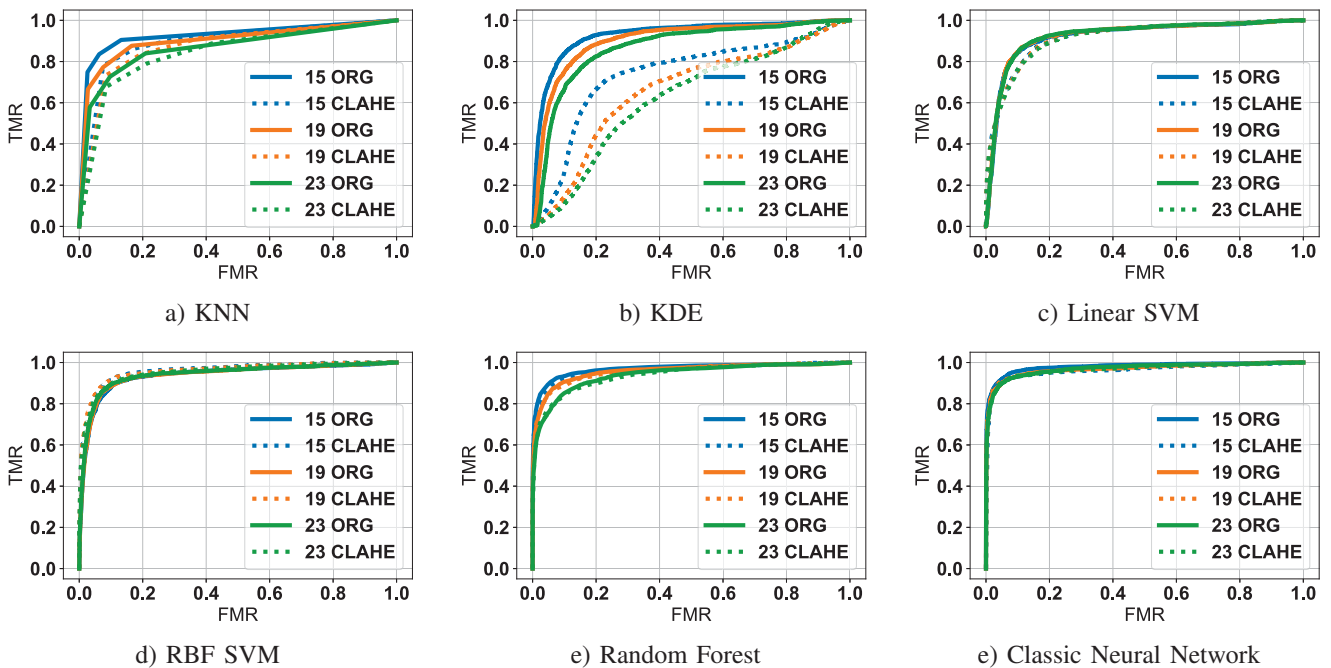 1.0
0.8
0.6
0.4
0.2
0.0
TMR
0.0 0.2 0.4 0.6 0.8 1.0
FMR
15 ORG
15 CLAHE
19 ORG
19 CLAHE
23 ORG
23 CLAHE
a) KNN
1.0
0.8
0.6
0.4
0.2
0.0
TMR
0.0 0.2 0.4 0.6 0.8 1.0
FMR
15 ORG
15 CLAHE
19 ORG
19 CLAHE
23 ORG
23 CLAHE
b) KDE
1.0
0.8
0.6
0.4
0.2
0.0
TMR
0.0 0.2 0.4 0.6 0.8 1.0
FMR
15 ORG
15 CLAHE
19 ORG
19 CLAHE
23 ORG
23 CLAHE
c) Linear SVM
1.0
0.8
0.6
0.4
0.2
0.0
TMR
0.0 0.2 0.4 0.6 0.8 1.0
FMR
15 ORG
15 CLAHE
19 ORG
19 CLAHE
23 ORG
23 CLAHE
d) RBF SVM
1.0
0.8
0.6
0.4
0.2
0.0
TMR
0.0 0.2 0.4 0.6 0.8 1.0
FMR
15 ORG
15 CLAHE
19 ORG
19 CLAHE
23 ORG
23 CLAHE
e) Random Forest
1.0
0.8
0.6
0.4
0.2
0.0
TMR
0.0 0.2 0.4 0.6 0.8 1.0
FMR
15 ORG
15 CLAHE
19 ORG
19 CLAHE
23 ORG
23 CLAHE
e) Classic Neural Network